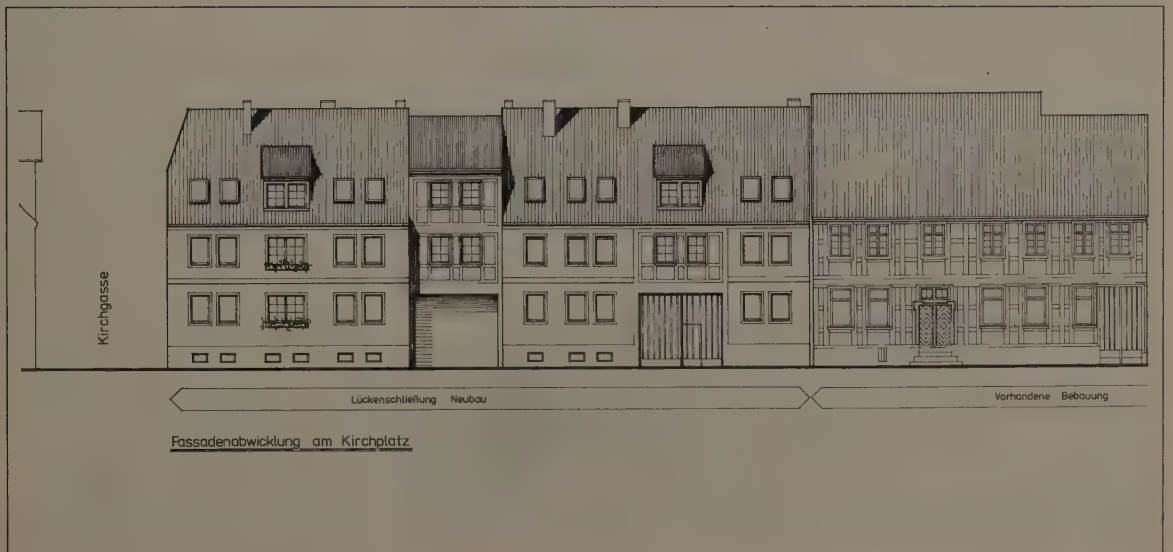 Kirchgasse
Lückenschließung Neubau
Vorhandene Bebauung
Fassadenabwicklung am Kirchplatz